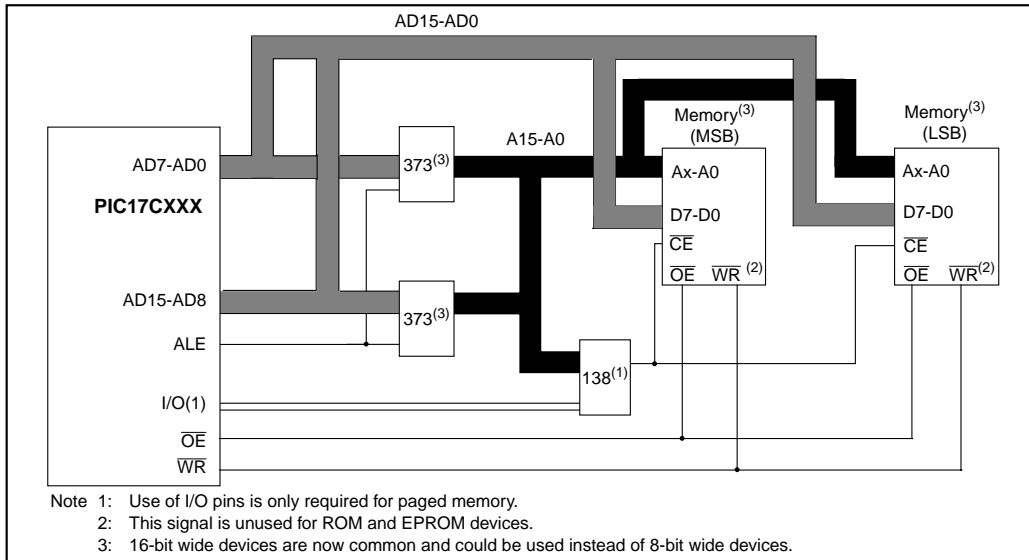 AD15-AD0
Memory(3)
(MSB)
Memory(3)
(LSB)
A15-A0
AD7-AD0
373(3)
Ax-A0
Ax-A0
PIC17CXXX
D7-D0
D7-D0
CE
CE
OE WR(2)
OE WR(2)
AD15-AD8
373(3)
ALE
138(1)
I/O(1)
OE
WR
Note 1: Use of I/O pins is only required for paged memory.
2: This signal is unused for ROM and EPROM devices.
3: 16-bit wide devices are now common and could be used instead of 8-bit wide devices.